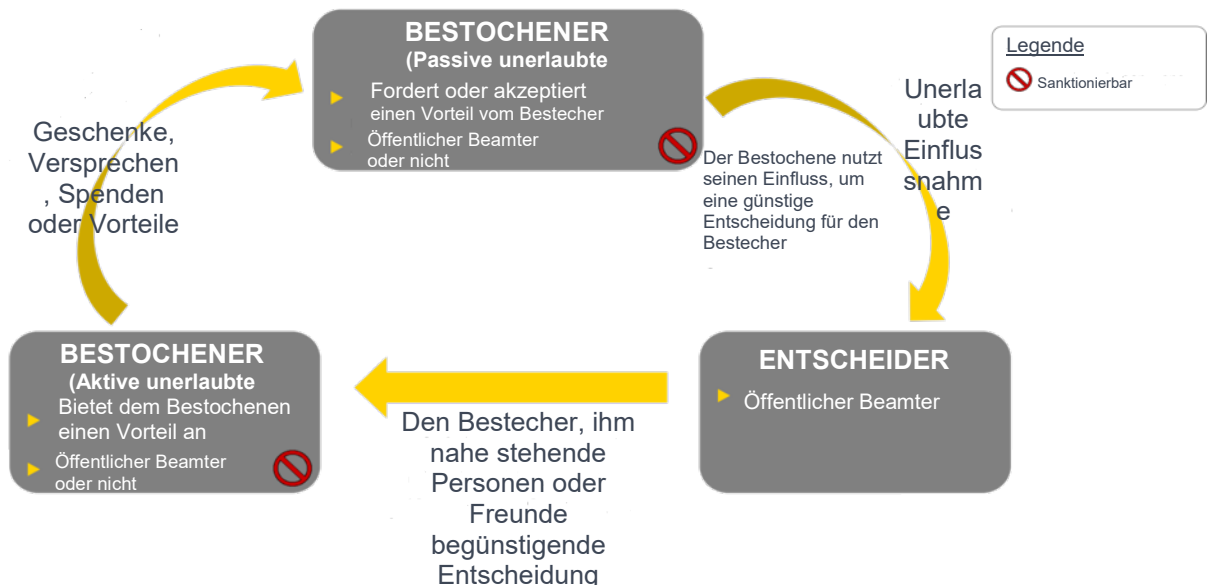 BESTOCHENER
(Passive unerlaubte
Fordert oder akzeptiert
einen Vorteil vom Bestecher
Öffentlicher Beamter
oder nicht
Legende
Sanktionierbar
Geschenke,
Versprechen
, Spenden
oder Vorteile
Der Bestochene nutzt
seinen Einfluss, um
eine günstige
Entscheidung für den
Bestecher
Unerla
ubte
Einflus
snahm
e
BESTOCHENER
(Aktive unerlaubte
Bietet dem Bestochenen
einen Vorteil an
Öffentlicher Beamter
oder nicht
Den Bestecher, ihm
nahe stehende
Personen oder
Freunde
begünstigende
Entscheidung
ENTSCHEIDER
Öffentlicher Beamter